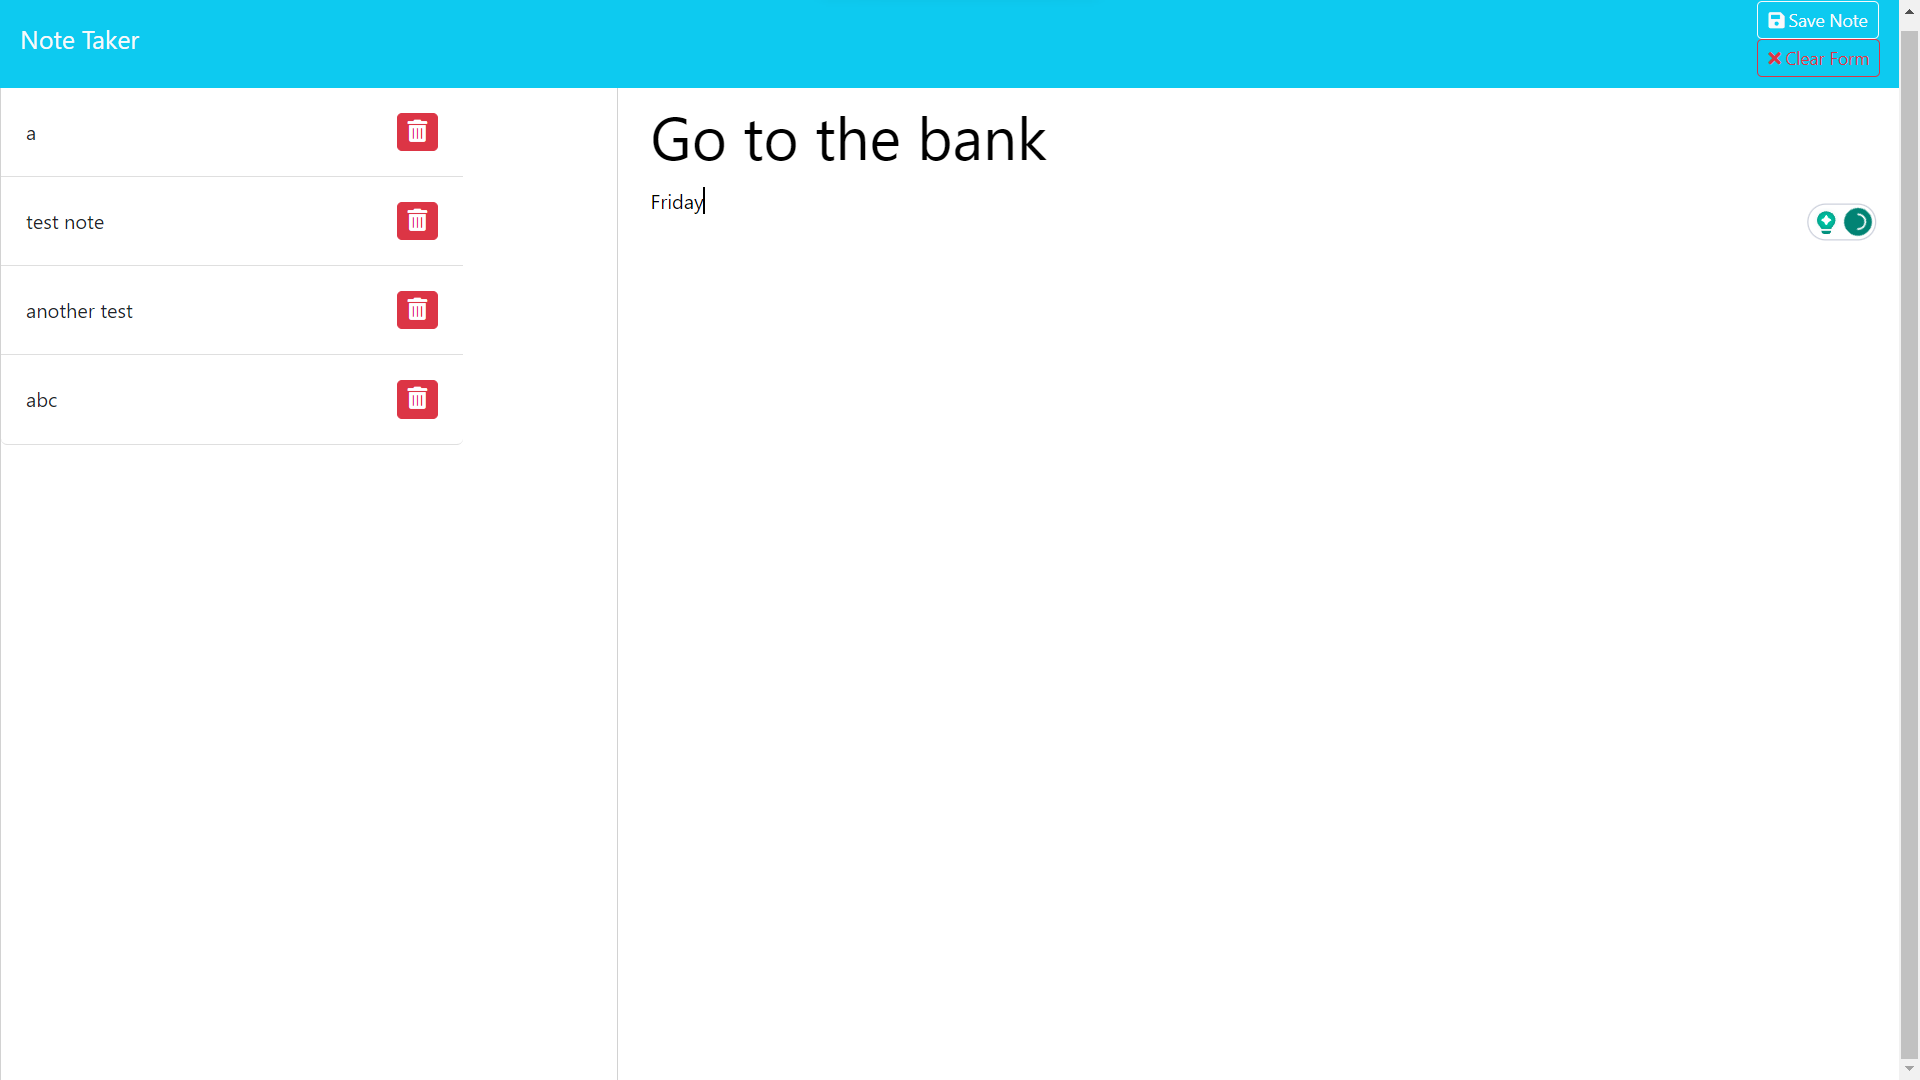 Note Taker
Save Note
Clear Form
a
test note
another test
abc
Go to the bank
Friday